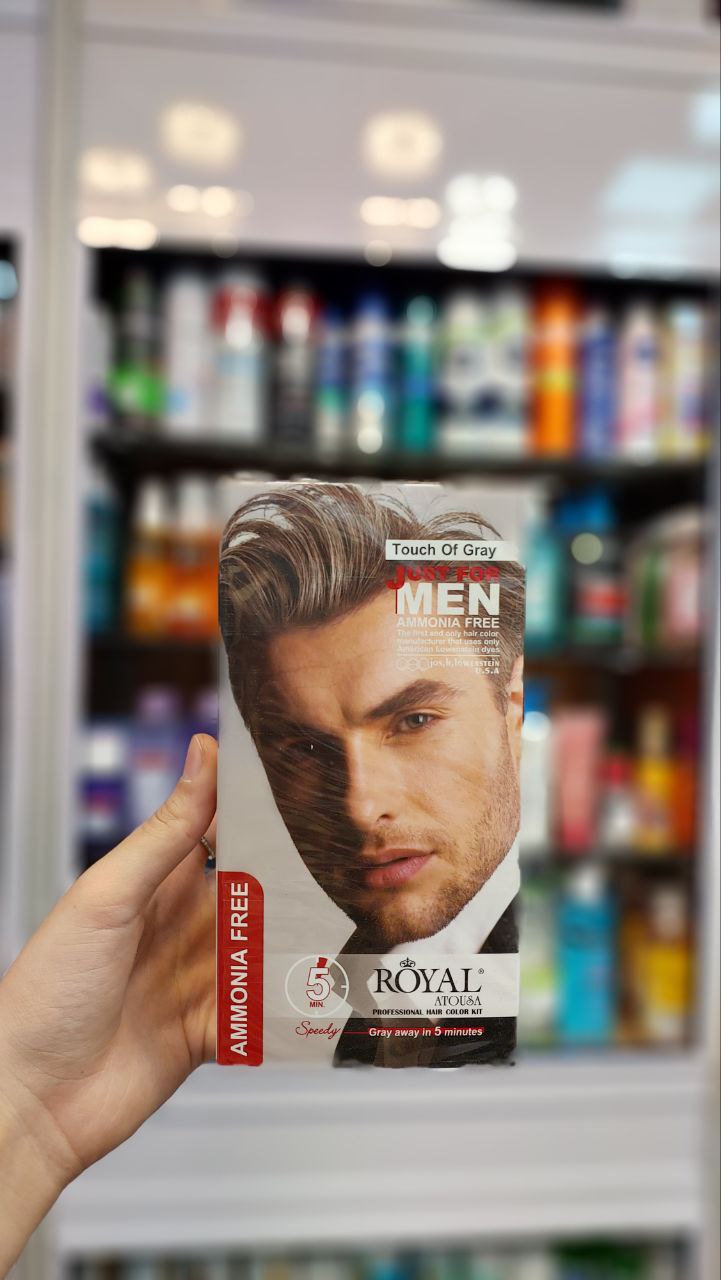 Touch Of Gray
JUST FOR
MEN
AMMONIA FREE
The first and only hair color
manufacturer that uses only
American Lowenstein dyes
jos,h,löwenstein
U.S.A
AMMONIA FREE
5
MIN.
Speedy
ROYAL®
ATOUSA
PROFESSIONAL HAIR COLOR KIT
Gray away in 5 minutes